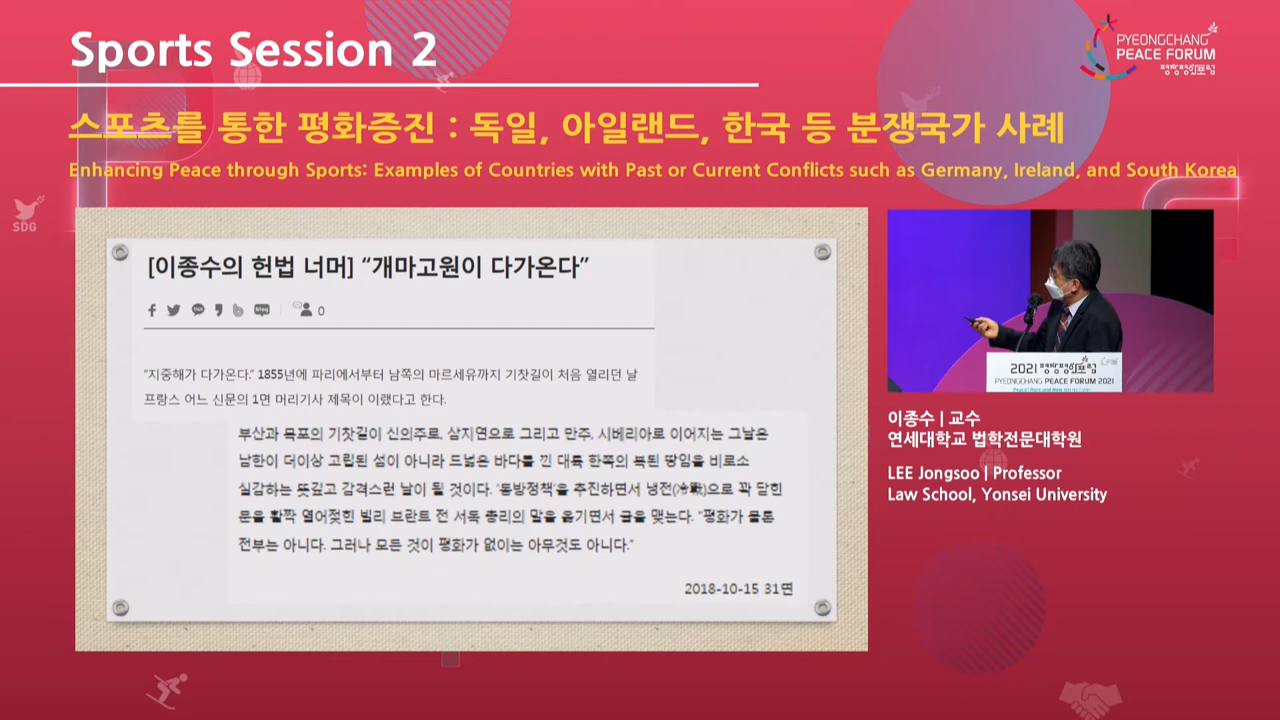 Sports Session 2
PYEONGCHANG
PEACE FORUM
평창평화포럼
스포츠를 통한 평화증진 : 독일, 아일랜드, 한국 등 분쟁국가 사례
Enhancing Peace through Sports: Examples of Countries with Past or Current Conflicts such as Germany, Ireland, and South Korea
SDG
[이종수의 헌법 너머] “개마고원이 다가온다”
0
“지중해가 다가온다.” 1855년에 파리에서부터 남쪽의 마르세유까지 기찻길이 처음 열리던 날
프랑스 어느 신문의 1면 머리기사 제목이 이랬다고 한다.
부산과 목포의 기찻길이 신의주로, 삼지연으로 그리고 만주, 시베리아로 이어지는 그날은
남한이 더이상 고립된 섬이 아니라 드넓은 바다를 낀 대륙 한쪽의 복된 땅임을 비로소
실감하는 뜻깊고 감격스런 날이 될 것이다. ‘동방정책’을 추진하면서 냉전(冷戰)으로 꽉 닫힌
문을 활짝 열어젖힌 빌리 브란트 전 서독 총리의 말을 옮기면서 글을 맺는다. “평화가 물론
전부는 아니다. 그러나 모든 것이 평화가 없이는 아무것도 아니다.”
2018-10-15 31면
2021 평창평화포럼
PYEONGCHANG PEACE FORUM 2021
Peace! Here and Now
이종수 | 교수
연세대학교 법학전문대학원
LEE Jongsoo | Professor
Law School, Yonsei University